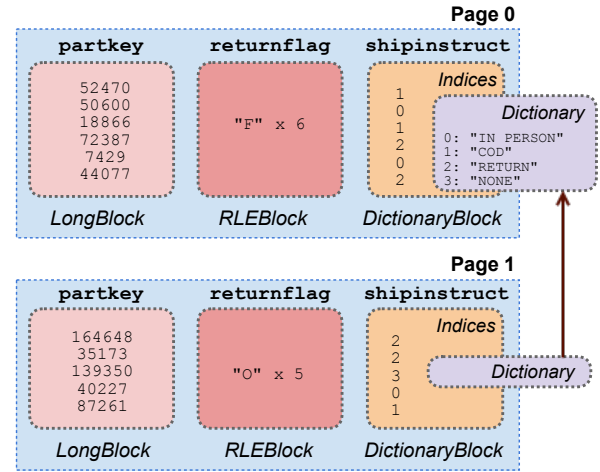 Page 0
partkey returnflag shipinstruct
52470
50600
18866
72387
7429
44077
"F" x 6
Indices
1
0
1
2
0
2
Dictionary
0: "IN PERSON"
1: "COD"
2: "RETURN"
3: "NONE"
LongBlock RLEBlock DictionaryBlock
Page 1
partkey returnflag shipinstruct
164648
35173
139350
40227
87261
"O" x 5
Indices
2
2
3
0
1
Dictionary
LongBlock RLEBlock DictionaryBlock